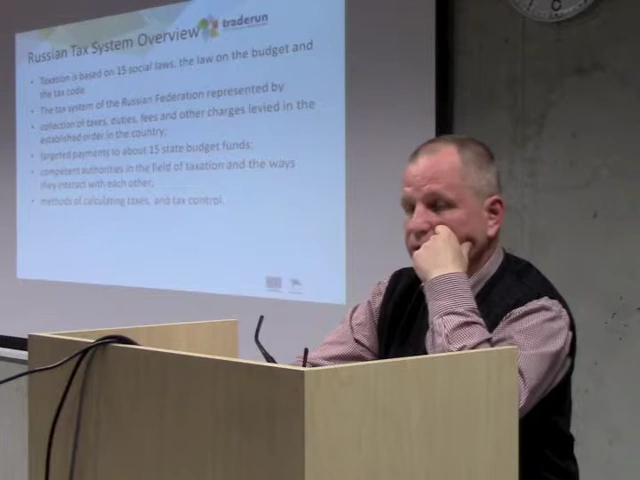 traderun
Russian Tax System Overview
• Taxation is based on 15 social laws, the law on the budget and
the tax code.
• The tax system of the Russian Federation represented by
• collection of taxes, duties, fees and other charges levied in the
established order in the country;
• targeted payments to about 15 state budget funds;
• competent authorities in the field of taxation and the ways
they interact with each other;
• methods of calculating taxes, and tax control.